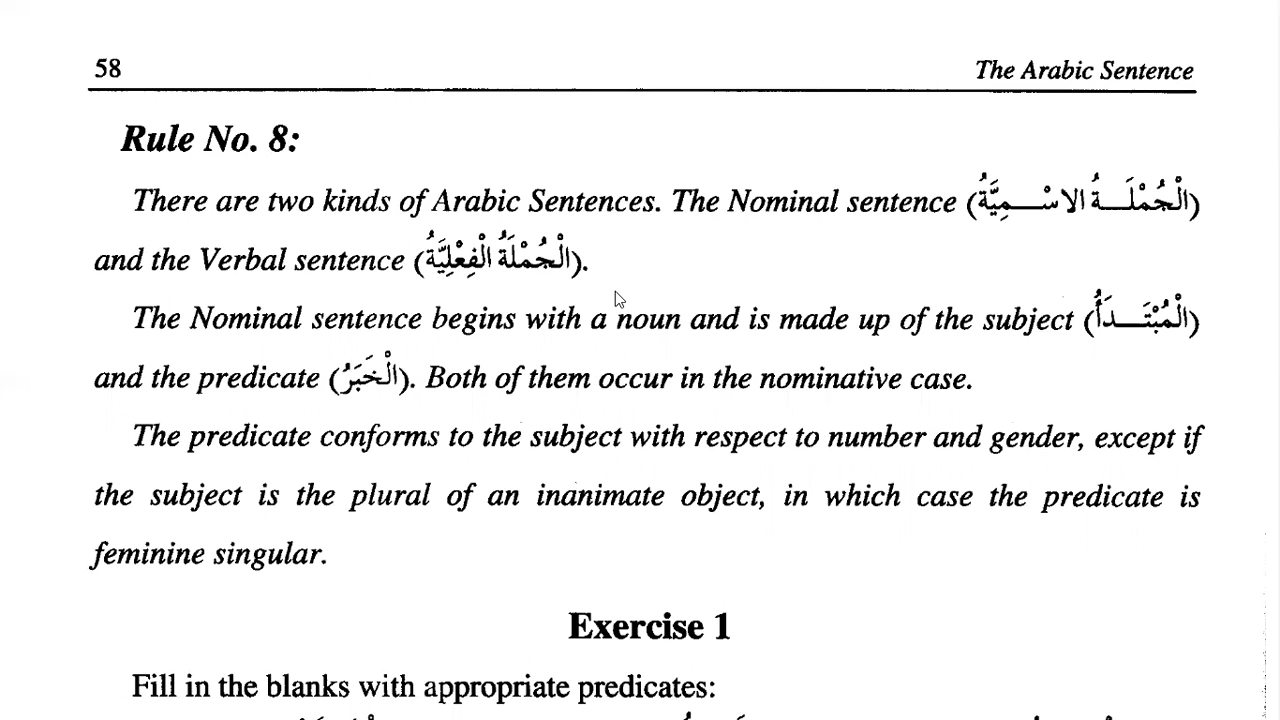 58 The Arabic Sentence
Rule No. 8:
There are two kinds of Arabic Sentences. The Nominal sentence (الْجُمْلَـــةُ الاسْـــمِيَّةُ)
and the Verbal sentence (الْجُمْلَةُ الْفِعْلِيَّةُ).
The Nominal sentence begins with a noun and is made up of the subject (الْمُبْتَـــدَأُ)
and the predicate (الْخَبَرُ). Both of them occur in the nominative case.
The predicate conforms to the subject with respect to number and gender, except if
the subject is the plural of an inanimate object, in which case the predicate is
feminine singular.
Exercise 1
Fill in the blanks with appropriate predicates: